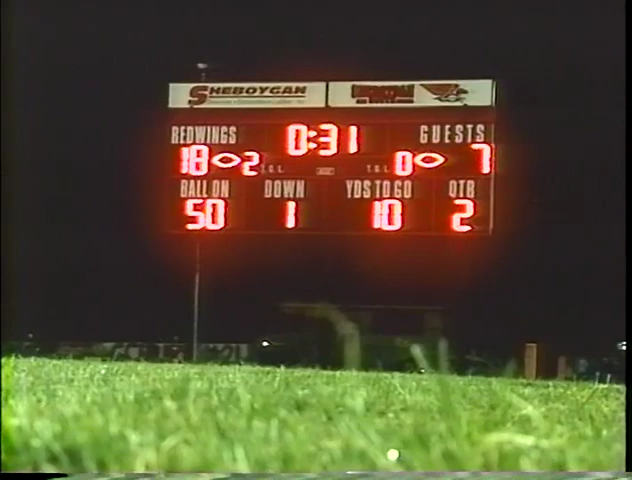 SHEBOYGAN
REDWINGS 0:31 GUESTS
18 2 T.O.L. T.O.L. 0 7
BALL ON DOWN YDS TO GO QTR
50 1 10 2